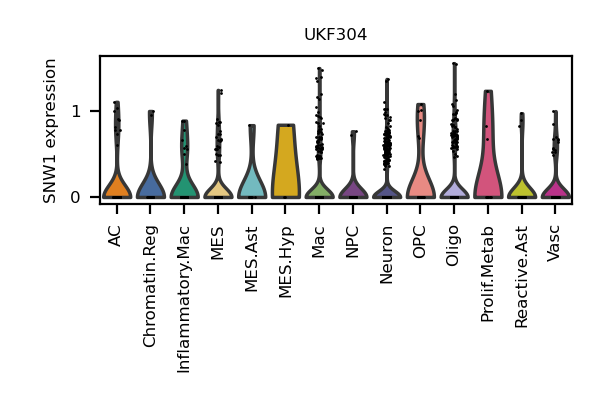 UKF304
SNW1 expression
1
0
AC
Chromatin.Reg
Inflammatory.Mac
MES
MES.Ast
MES.Hyp
Mac
NPC
Neuron
OPC
Oligo
Prolif.Metab
Reactive.Ast
Vasc